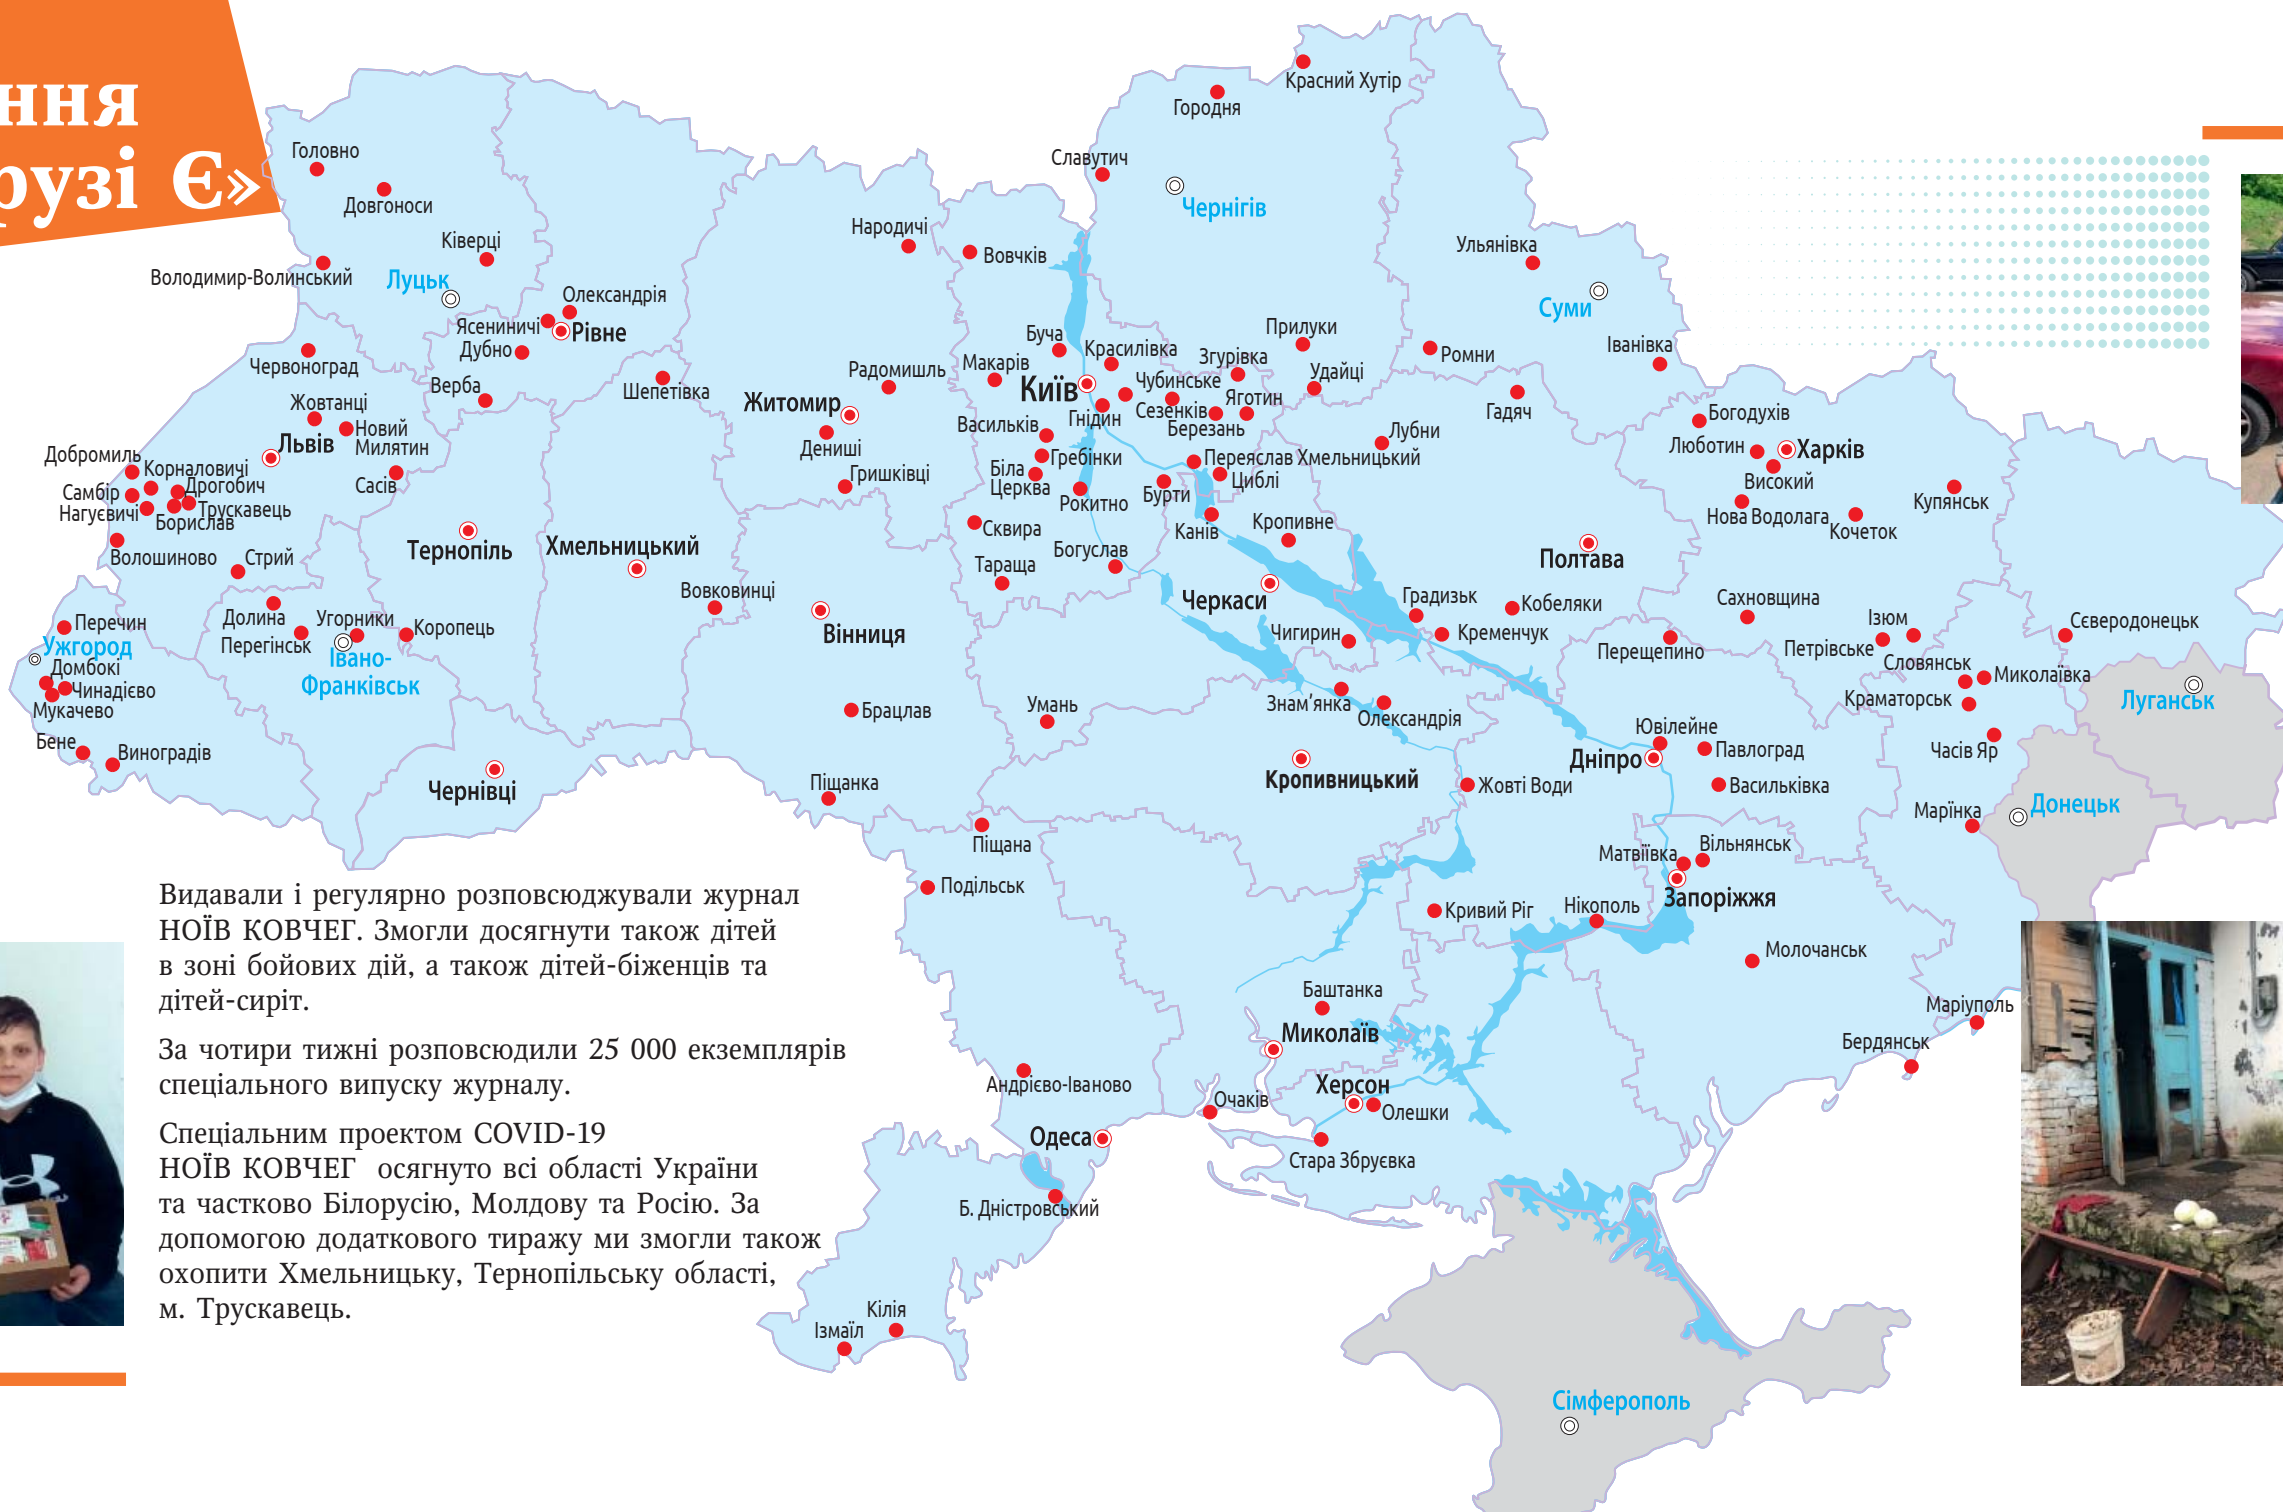 ння
рузі Є»
Красний Хутір
Городня
Славутич
Чернігів
Головно
Довгоноси
Ківерці
Володимир-Волинський
Луцьк
Олександрія
Ясениничі
Рівне
Дубно
Верба
Шепетівка
Народичі
Вовчків
Ульянівка
Суми
Іванівка
Ромни
Прилуки
Удайці
Згурівка
Буча
Красилівка
Макарів
Київ
Чубинське
Сезенків
Яготин
Гнідин
Березань
Васильків
Гребінки
Біла
Церква
Рокитно
Радомишль
Житомир
Дениші
Гришківці
Гадяч
Лубни
Переяслав Хмельницький
Циблі
Бурти
Канів
Кропивне
Сквира
Тараща
Богуслав
Богодухів
Люботин
Харків
Високий
Нова Водолага
Кочеток
Купянськ
Червоноград
Жовтанці
Новий
Милятин
Львів
Сасів
Добромиль
Корналовичі
Самбір
Дрогобич
Нагуєвичі
Трускавець
Борислав
Волошиново
Стрий
Тернопіль
Хмельницький
Вовковинці
Вінниця
Черкаси
Полтава
Градизьк
Кобеляки
Кременчук
Чигирин
Сахновщина
Перещепино
Ізюм
Петрівське
Сєверодонецьк
Словянськ
Миколаївка
Краматорськ
Луганськ
Часів Яр
Перечин
Ужгород
Домбокі
Чинадієво
Мукачево
Бене
Виноградів
Долина
Перегінськ
Угорники
Івано-
Франківськ
Коропець
Чернівці
Брацлав
Піщанка
Умань
Знам’янка
Олександрія
Кропивницький
Жовті Води
Ювілейне
Дніпро
Павлоград
Васильківка
Марїнка
Донецьк
Піщана
Подільськ
Матвіївка
Вільнянськ
Запоріжжя
Кривий Ріг
Нікополь
Молочанськ
Маріуполь
Бердянськ
Баштанка
Миколаїв
Херсон
Олешки
Очаків
Стара Збруєвка
Андрієво-Іваново
Одеса
Б. Дністровський
Кілія
Ізмаїл
Сімферополь
Видавали і регулярно розповсюджували журнал
НОЇВ КОВЧЕГ. Змогли досягнути також дітей
в зоні бойових дій, а також дітей-біженців та
дітей-сиріт.
За чотири тижні розповсюдили 25 000 екземплярів
спеціального випуску журналу.
Спеціальним проектом COVID-19
НОЇВ КОВЧЕГ осягнуто всі області України
та частково Білорусію, Молдову та Росію. За
допомогою додаткового тиражу ми змогли також
охопити Хмельницьку, Тернопільську області,
м. Трускавець.